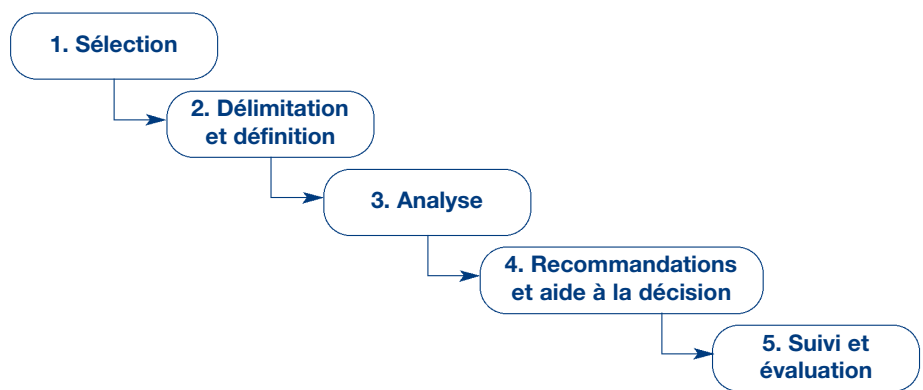 1. Sélection
2. Délimitation
et définition
3. Analyse
4. Recommandations
et aide à la décision
5. Suivi et
évaluation